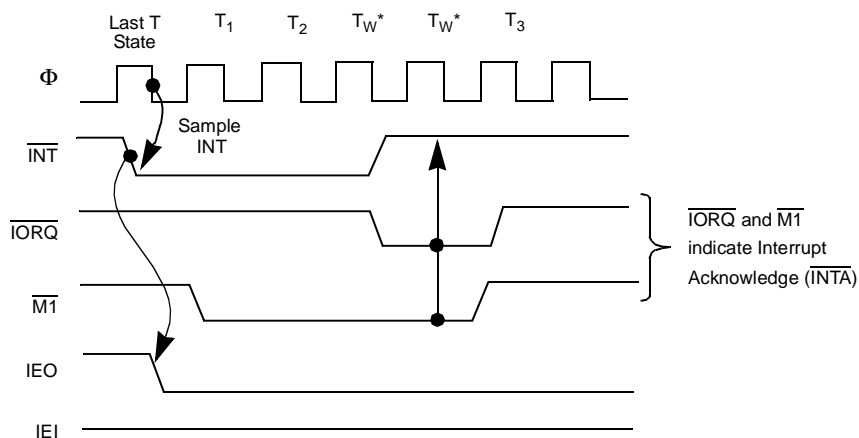 Last T
State
T1
T2
TW*
TW*
T3
Φ
Sample
INT
INT
IORQ
IORQ and M1
indicate Interrupt
Acknowledge (INTA)
M1
IEO
IEI